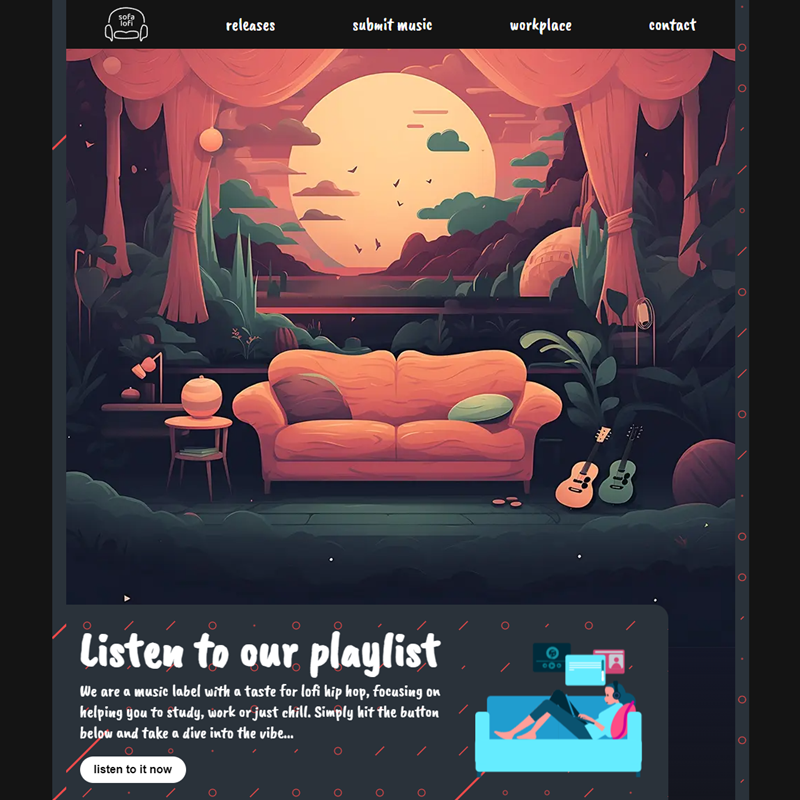 sofa
lofi
releases submit music workplace contact
Listen to our playlist
We are a music label with a taste for lofi hip hop, focusing on
helping you to study, work or just chill. Simply hit the button
below and take a dive into the vibe...
listen to it now